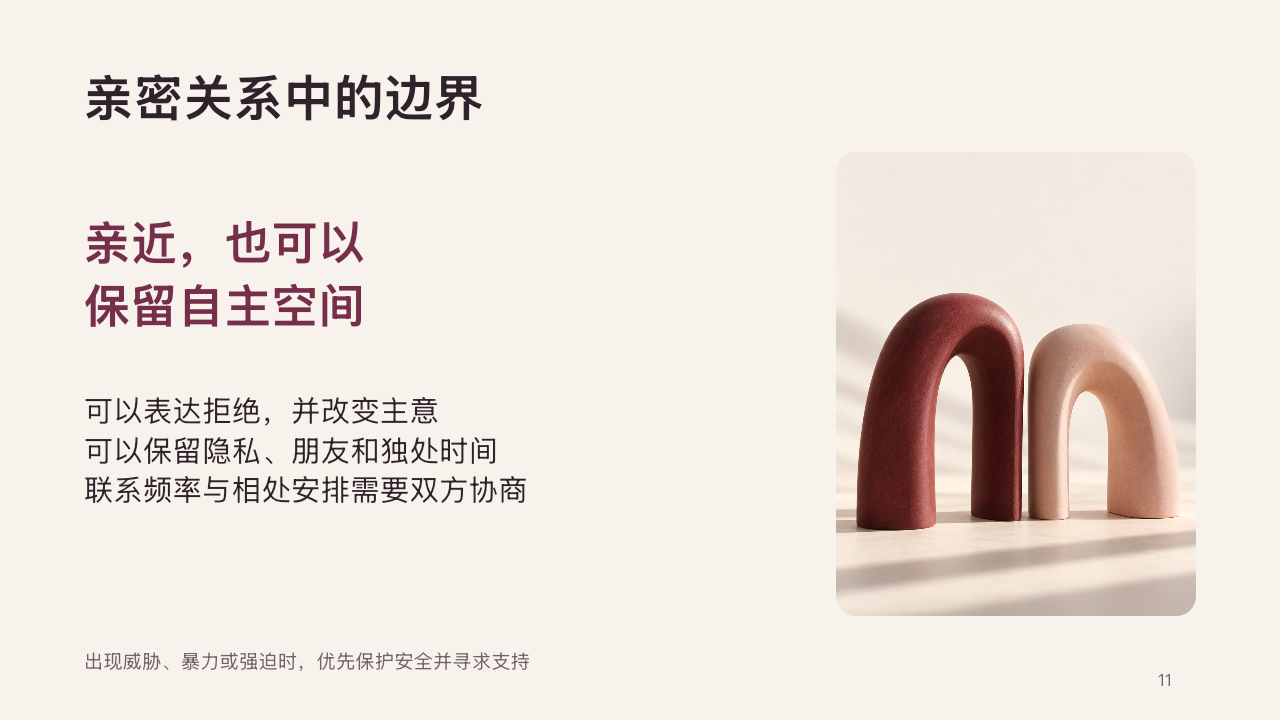 亲密关系中的边界
亲近，也可以
保留自主空间
可以表达拒绝，并改变主意
可以保留隐私、朋友和独处时间
联系频率与相处安排需要双方协商
出现威胁、暴力或强迫时，优先保护安全并寻求支持
11